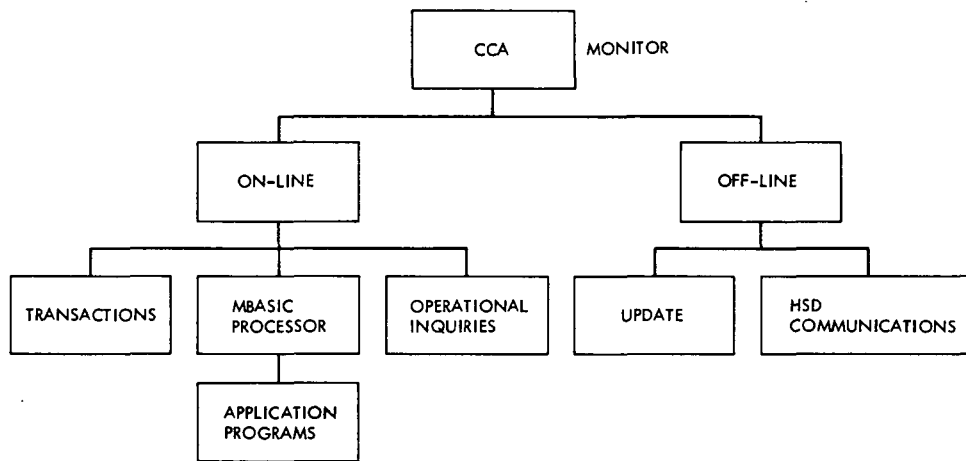 CCA
MONITOR
ON-LINE
OFF-LINE
TRANSACTIONS
MBASIC
PROCESSOR
OPERATIONAL
INQUIRIES
UPDATE
HSD
COMMUNICATIONS
APPLICATION
PROGRAMS